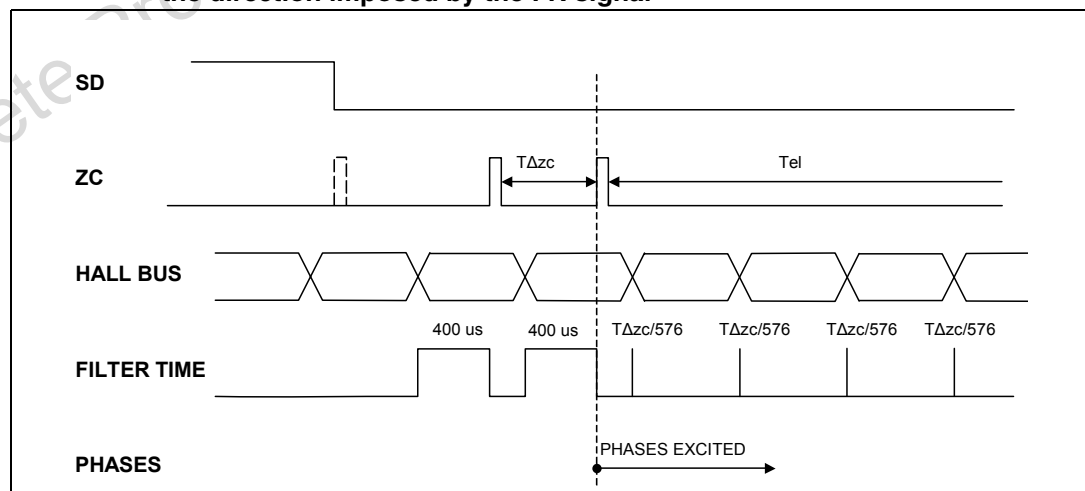 the direction imposed by the FR signal
SD
ZC
TΔzc
Tel
HALL BUS
400 us
400 us
TΔzc/576
TΔzc/576
TΔzc/576
TΔzc/576
FILTER TIME
PHASES EXCITED
PHASES